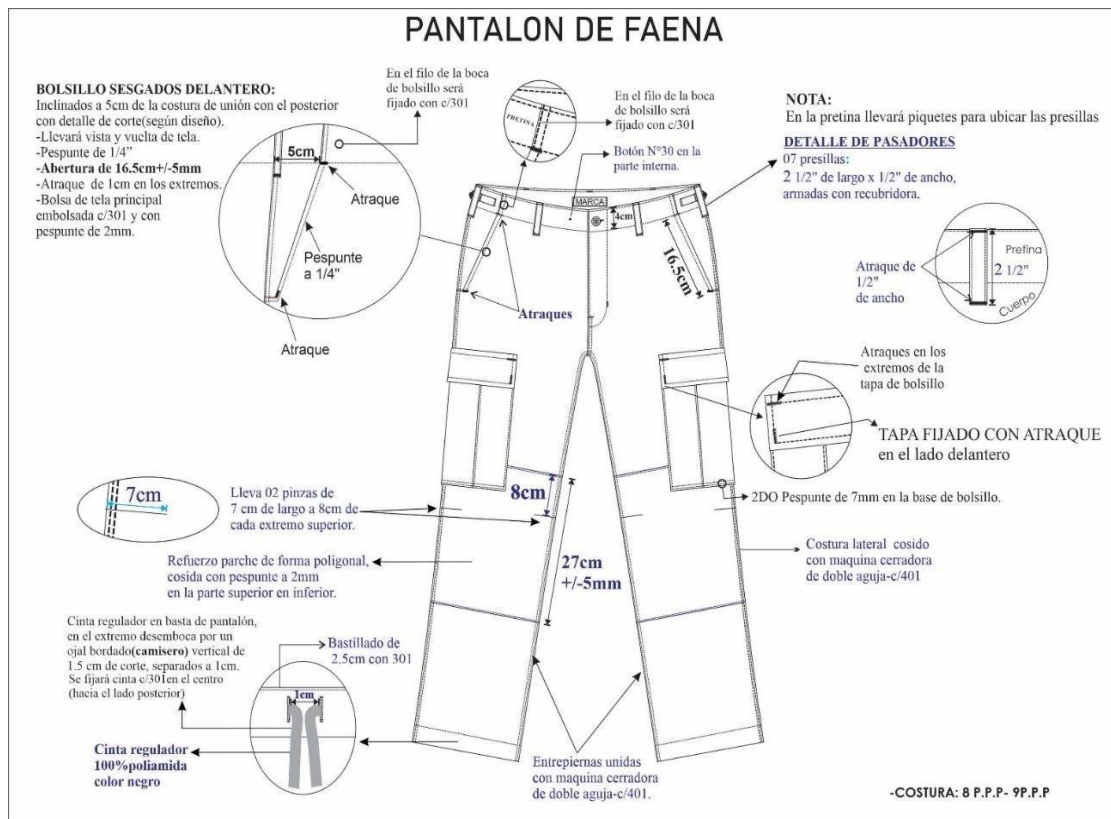 PANTALON DE FAENA
BOLSILLO SESGADOS DELANTERO:
Inclinados a 5cm de la costura de unión con el posterior
con detalle de corte(según diseño).
-Llevará vista y vuelta de tela.
-Pespunte de 1/4”
-Abertura de 16.5cm+/-5mm
-Atraque de 1cm en los extremos.
-Bolsa de tela principal
embolsada c/301 y con
pespunte de 2mm.
En el filo de la boca
de bolsillo será
fijado con c/301
5cm
Atraque
Pespunte
a 1/4"
Atraque
PRETINA
En el filo de la boca
de bolsillo será
fijado con c/301
Botón N°30 en la
parte interna.
NOTA:
En la pretina llevará piquetes para ubicar las presillas
DETALLE DE PASADORES
07 presillas:
2 1/2" de largo x 1/2" de ancho,
armadas con recubridora.
Atraque de
1/2"
de ancho
Pretina
2 1/2"
Cuerpo
MARCA
4cm
16.5cm
Atraques
Atraques en los
extremos de la
tapa de bolsillo
TAPA FIJADO CON ATRAQUE
en el lado delantero
2DO Pespunte de 7mm en la base de bolsillo.
7cm
Lleva 02 pinzas de
7 cm de largo a 8cm de
cada extremo superior.
8cm
27cm
+/-5mm
Refuerzo parche de forma poligonal,
cosida con pespunte a 2mm
en la parte superior en inferior.
Costura lateral cosido
con maquina cerradora
de doble aguja-c/401
Cinta regulador en basta de pantalón,
en el extremo desemboca por un
ojal bordado(camisero) vertical de
1.5 cm de corte, separados a 1cm.
Se fijará cinta c/301en el centro
(hacia el lado posterior)
Bastillado de
2.5cm con 301
1cm
Cinta regulador
100%poliamida
color negro
Entrepiernas unidas
con maquina cerradora
de doble aguja-c/401.
-COSTURA: 8 P.P.P- 9P.P.P